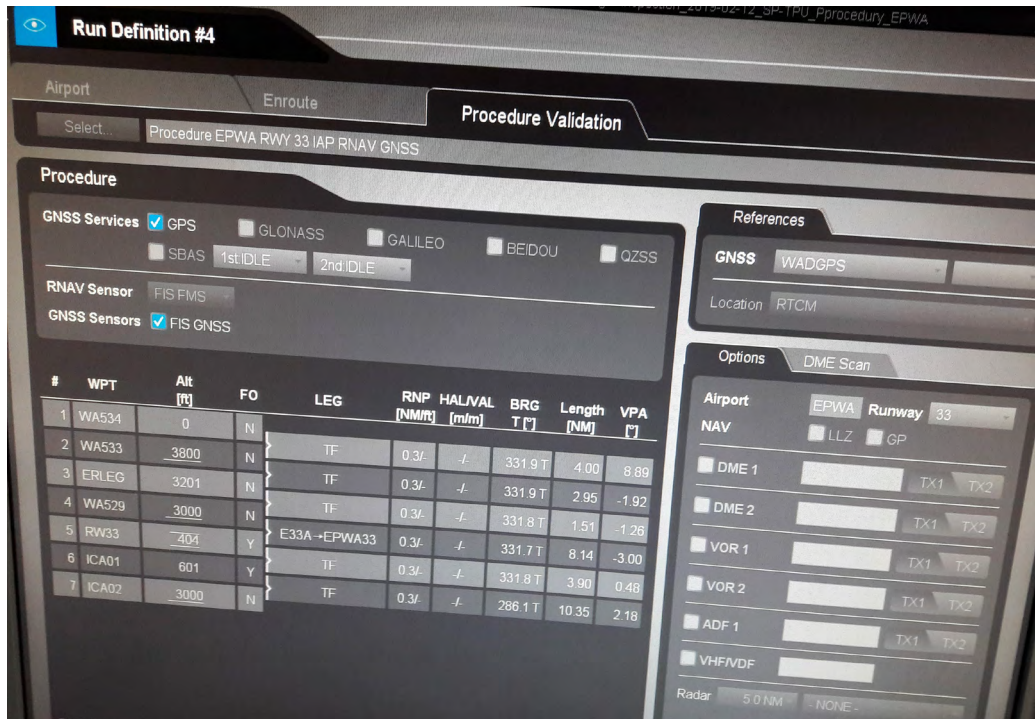 _2019-02-12_SP-TPU_Pprocedury_EPWA
Run Definition #4
Airport
Enroute
Procedure Validation
Select...
Procedure EPWA RWY 33 IAP RNAV GNSS
Procedure
GNSS Services GPS GLONASS GALILEO BEIDOU QZSS
SBAS 1st:IDLE 2nd:IDLE
RNAV Sensor FIS FMS
GNSS Sensors FIS GNSS
# WPT Alt [ft] FO LEG RNP [NM/ft] HAL/VAL [m/m] BRG T [°] Length [NM] VPA [°]
1 WA534 0 N
2 WA533 3800 N TF 0.3/- -/- 331.9 T 4.00 8.89
3 ERLEG 3201 N TF 0.3/- -/- 331.9 T 2.95 -1.92
4 WA529 3000 N TF 0.3/- -/- 331.8 T 1.51 -1.26
5 RW33 404 Y E33A→EPWA33 0.3/- -/- 331.7 T 8.14 -3.00
6 ICA01 601 Y TF 0.3/- -/- 331.8 T 3.90 0.48
7 ICA02 3000 N TF 0.3/- -/- 286.1 T 10.35 2.18
References
GNSS WADGPS
Location RTCM
Options
DME Scan
Airport EPWA Runway 33
NAV LLZ GP
DME 1 TX1 TX2
DME 2 TX1 TX2
VOR 1 TX1 TX2
VOR 2 TX1 TX2
ADF 1 TX1 TX2
VHF/VDF
Radar 5.0 NM - NONE -